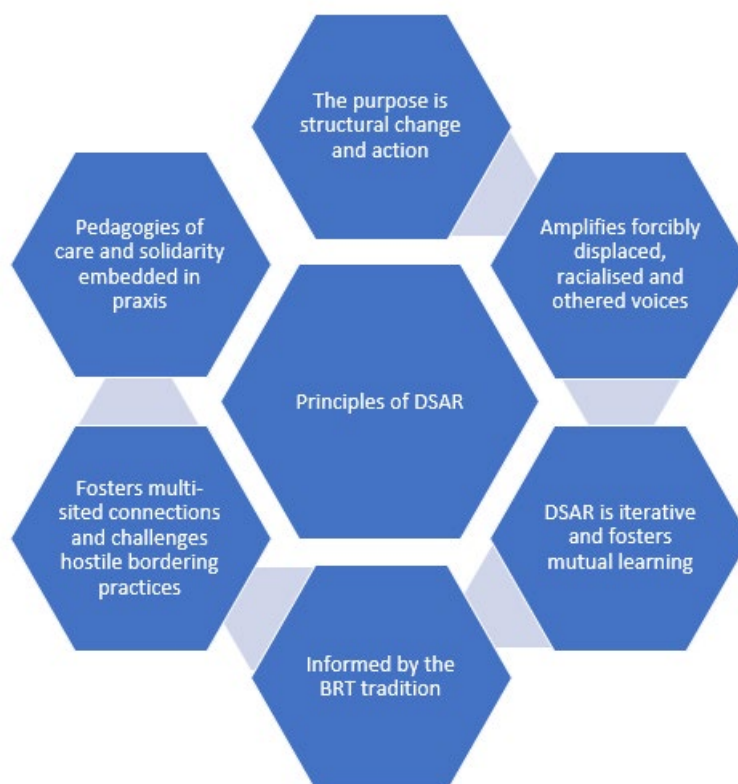 The purpose is
structural change
and action
Amplifies forcibly
displaced,
racialised and
othered voices
DSAR is iterative
and fosters
mutual learning
Informed by the
BRT tradition
Fosters multi-
sited connections
and challenges
hostile bordering
practices
Pedagogies of
care and solidarity
embedded in
praxis
Principles of DSAR